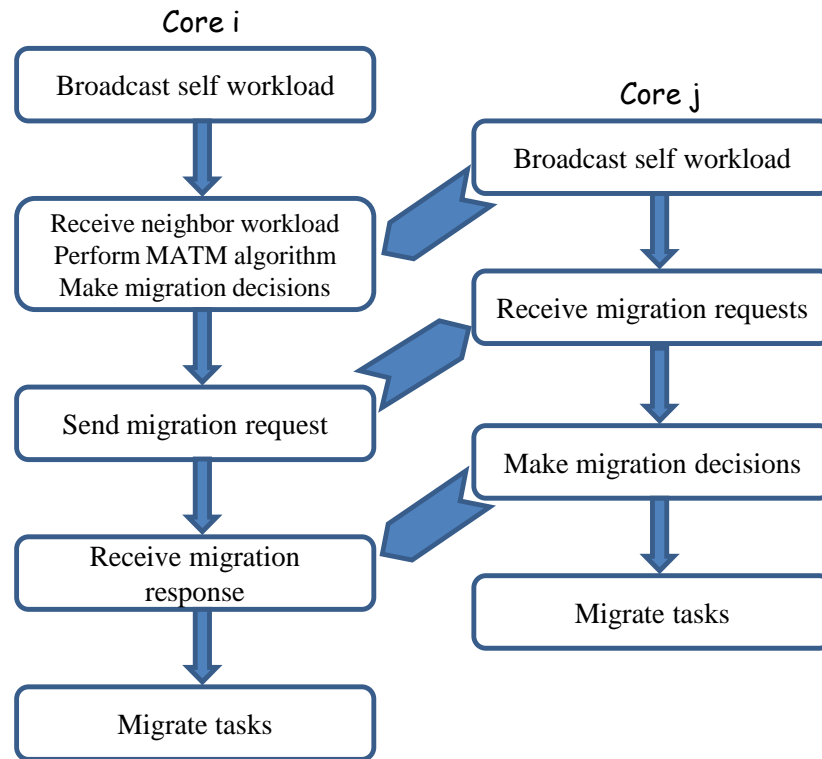 Core i
Broadcast self workload
Receive neighbor workload
Perform MATM algorithm
Make migration decisions
Send migration request
Receive migration
response
Migrate tasks
Core j
Broadcast self workload
Receive migration requests
Make migration decisions
Migrate tasks